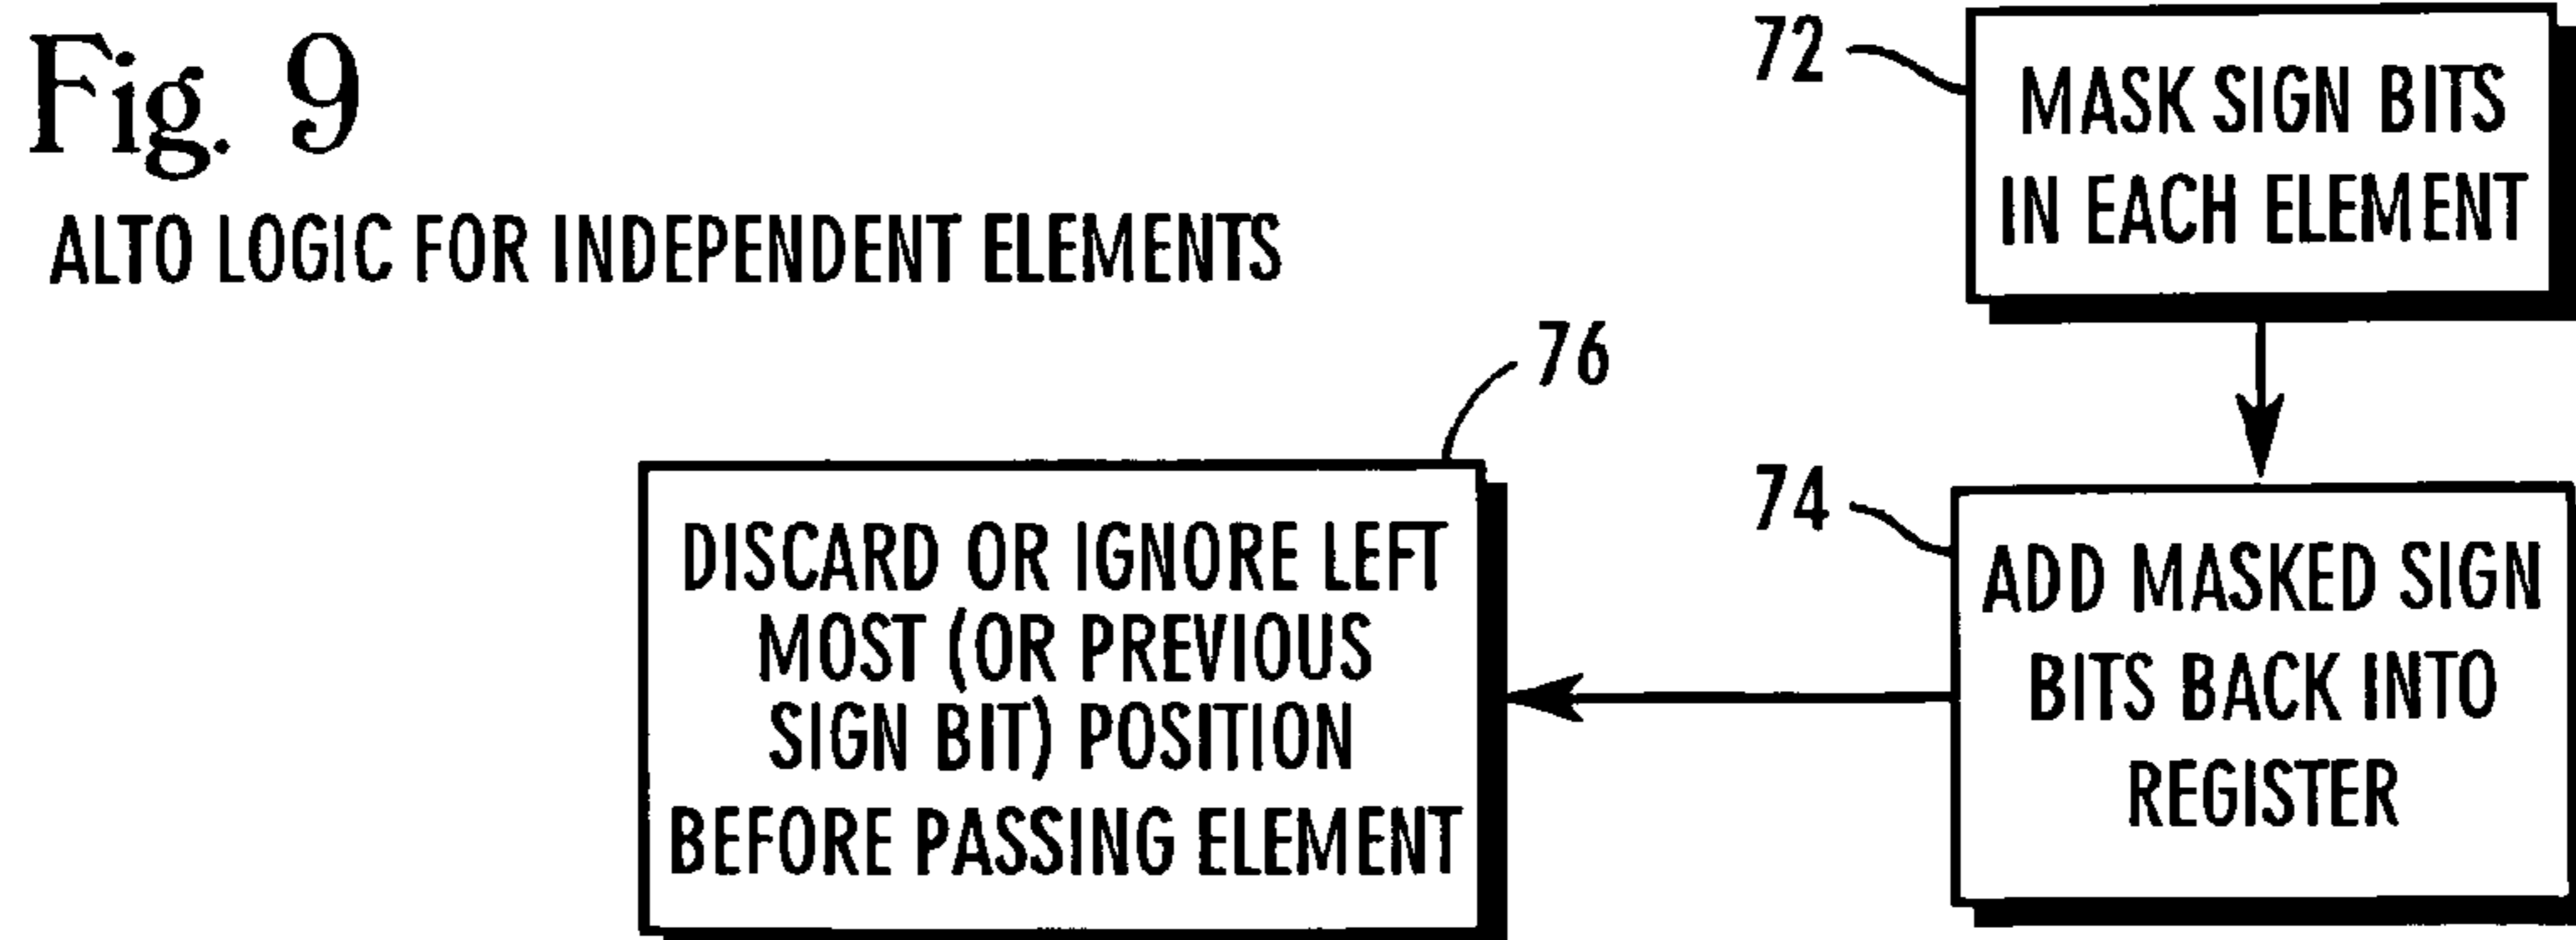 Fig. 9
ALTO LOGIC FOR INDEPENDENT ELEMENTS
72
MASK SIGN BITS
IN EACH ELEMENT
74
ADD MASKED SIGN
BITS BACK INTO
REGISTER
76
DISCARD OR IGNORE LEFT
MOST (OR PREVIOUS
SIGN BIT) POSITION
BEFORE PASSING ELEMENT